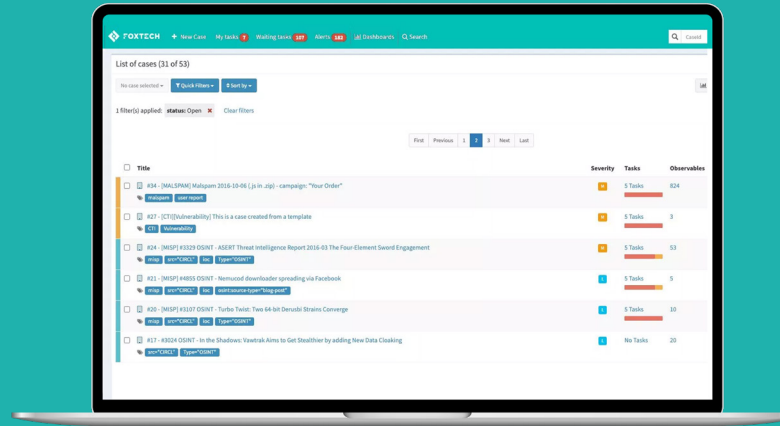 FOXTECH + New Case My tasks 7 Waiting tasks 107 Alerts 162 Dashboards Search CaseId
List of cases (31 of 53)
No case selected Quick Filters Sort by
1 filter(s) applied: status: Open × Clear filters
First Previous 1 2 3 Next Last
Title Severity Tasks Observables
#34 - [MALSPAM] Malspam 2016-10-06 (.js in .zip) - campaign: "Your Order" M 5 Tasks 824
malspam user report
#27 - [CTI][Vulnerability] This is a case created from a template M 5 Tasks 3
CTI Vulnerability
#24 - [MISP] #3329 OSINT - ASERT Threat Intelligence Report 2016-03 The Four-Element Sword Engagement M 5 Tasks 53
misp src="CIRCL" ioc Type="OSINT"
#21 - [MISP] #4855 OSINT - Nemucod downloader spreading via Facebook L 5 Tasks 5
misp src="CIRCL" ioc osint:source-type="blog-post"
#20 - [MISP] #3107 OSINT - Turbo Twist: Two 64-bit Derusbi Strains Converge L 5 Tasks 10
misp src="CIRCL" ioc Type="OSINT"
#17 - #3024 OSINT - In the Shadows: Vawtrak Aims to Get Stealthier by adding New Data Cloaking L No Tasks 20
src="CIRCL" Type="OSINT"